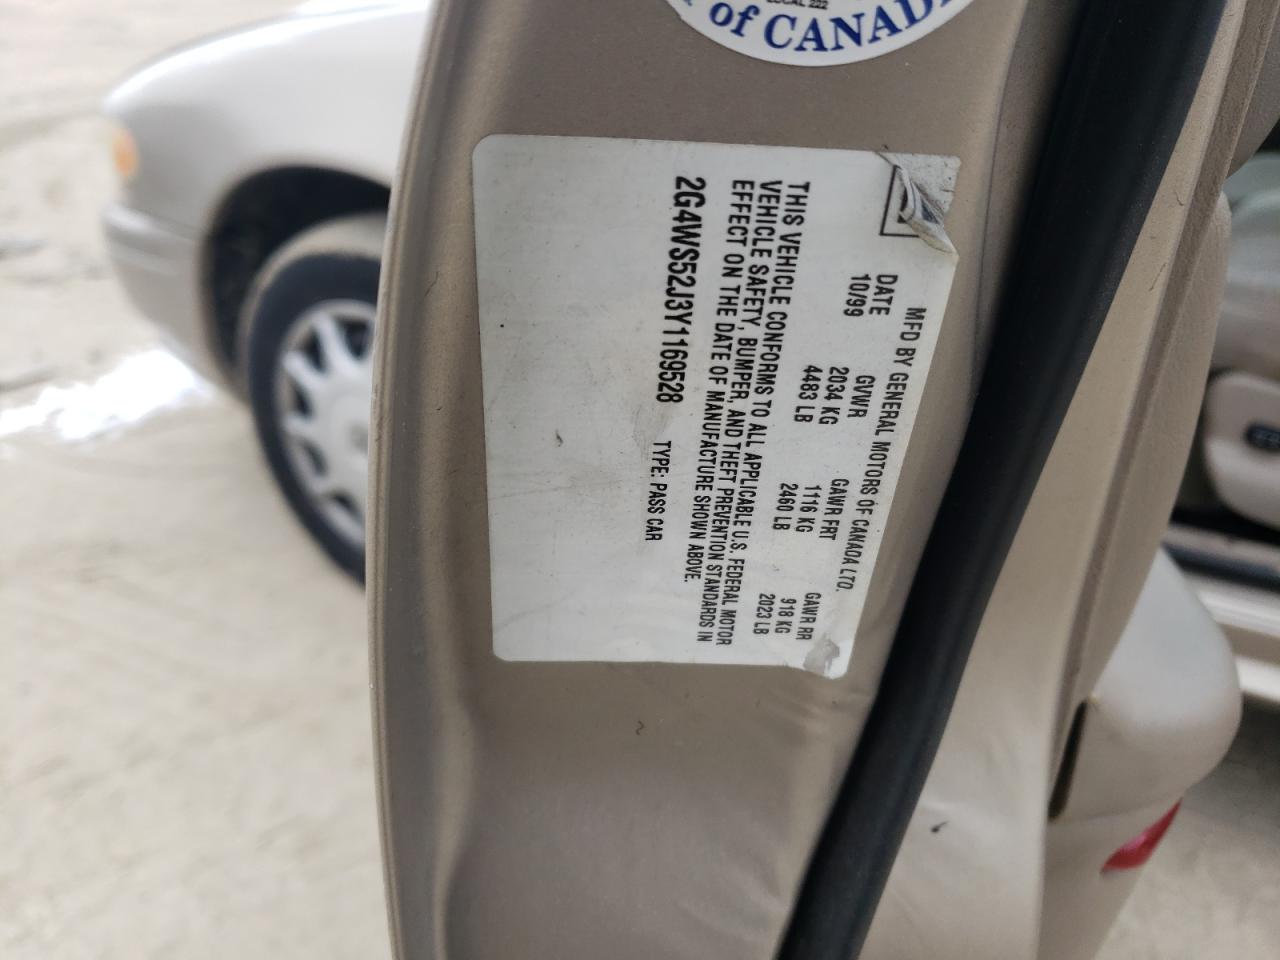 LOCAL 222
of CANADA
MFD BY GENERAL MOTORS OF CANADA LTD.
DATE GVWR GAWR FRT GAWR RR
10/99 2034 KG 1116 KG 918 KG
4483 LB 2460 LB 2023 LB
THIS VEHICLE CONFORMS TO ALL APPLICABLE U.S. FEDERAL MOTOR
VEHICLE SAFETY, BUMPER, AND THEFT PREVENTION STANDARDS IN
EFFECT ON THE DATE OF MANUFACTURE SHOWN ABOVE.
2G4WS52J3Y1169528 TYPE: PASS CAR